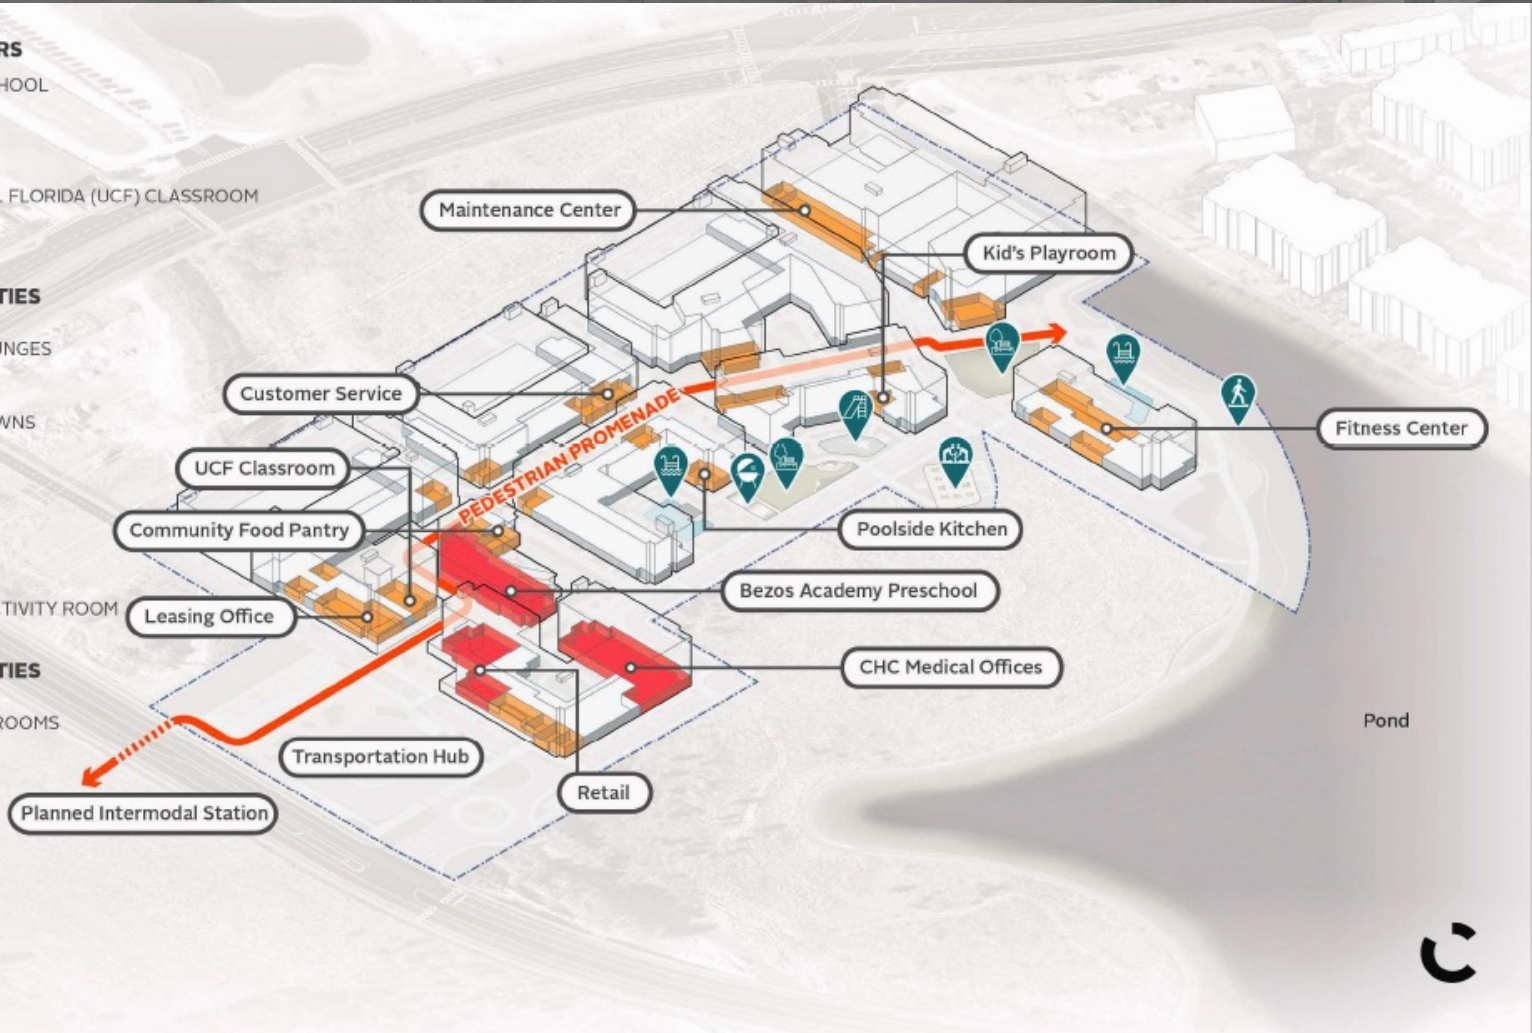 RS
HOOL
FLORIDA (UCF) CLASSROOM
TIES
UNGES
WNS
TIVITY ROOM
TIES
ROOMS
Maintenance Center
Kid's Playroom
Customer Service
Fitness Center
UCF Classroom
PEDESTRIAN PROMENADE
Community Food Pantry
Poolside Kitchen
Bezos Academy Preschool
Leasing Office
CHC Medical Offices
Pond
Transportation Hub
Retail
Planned Intermodal Station